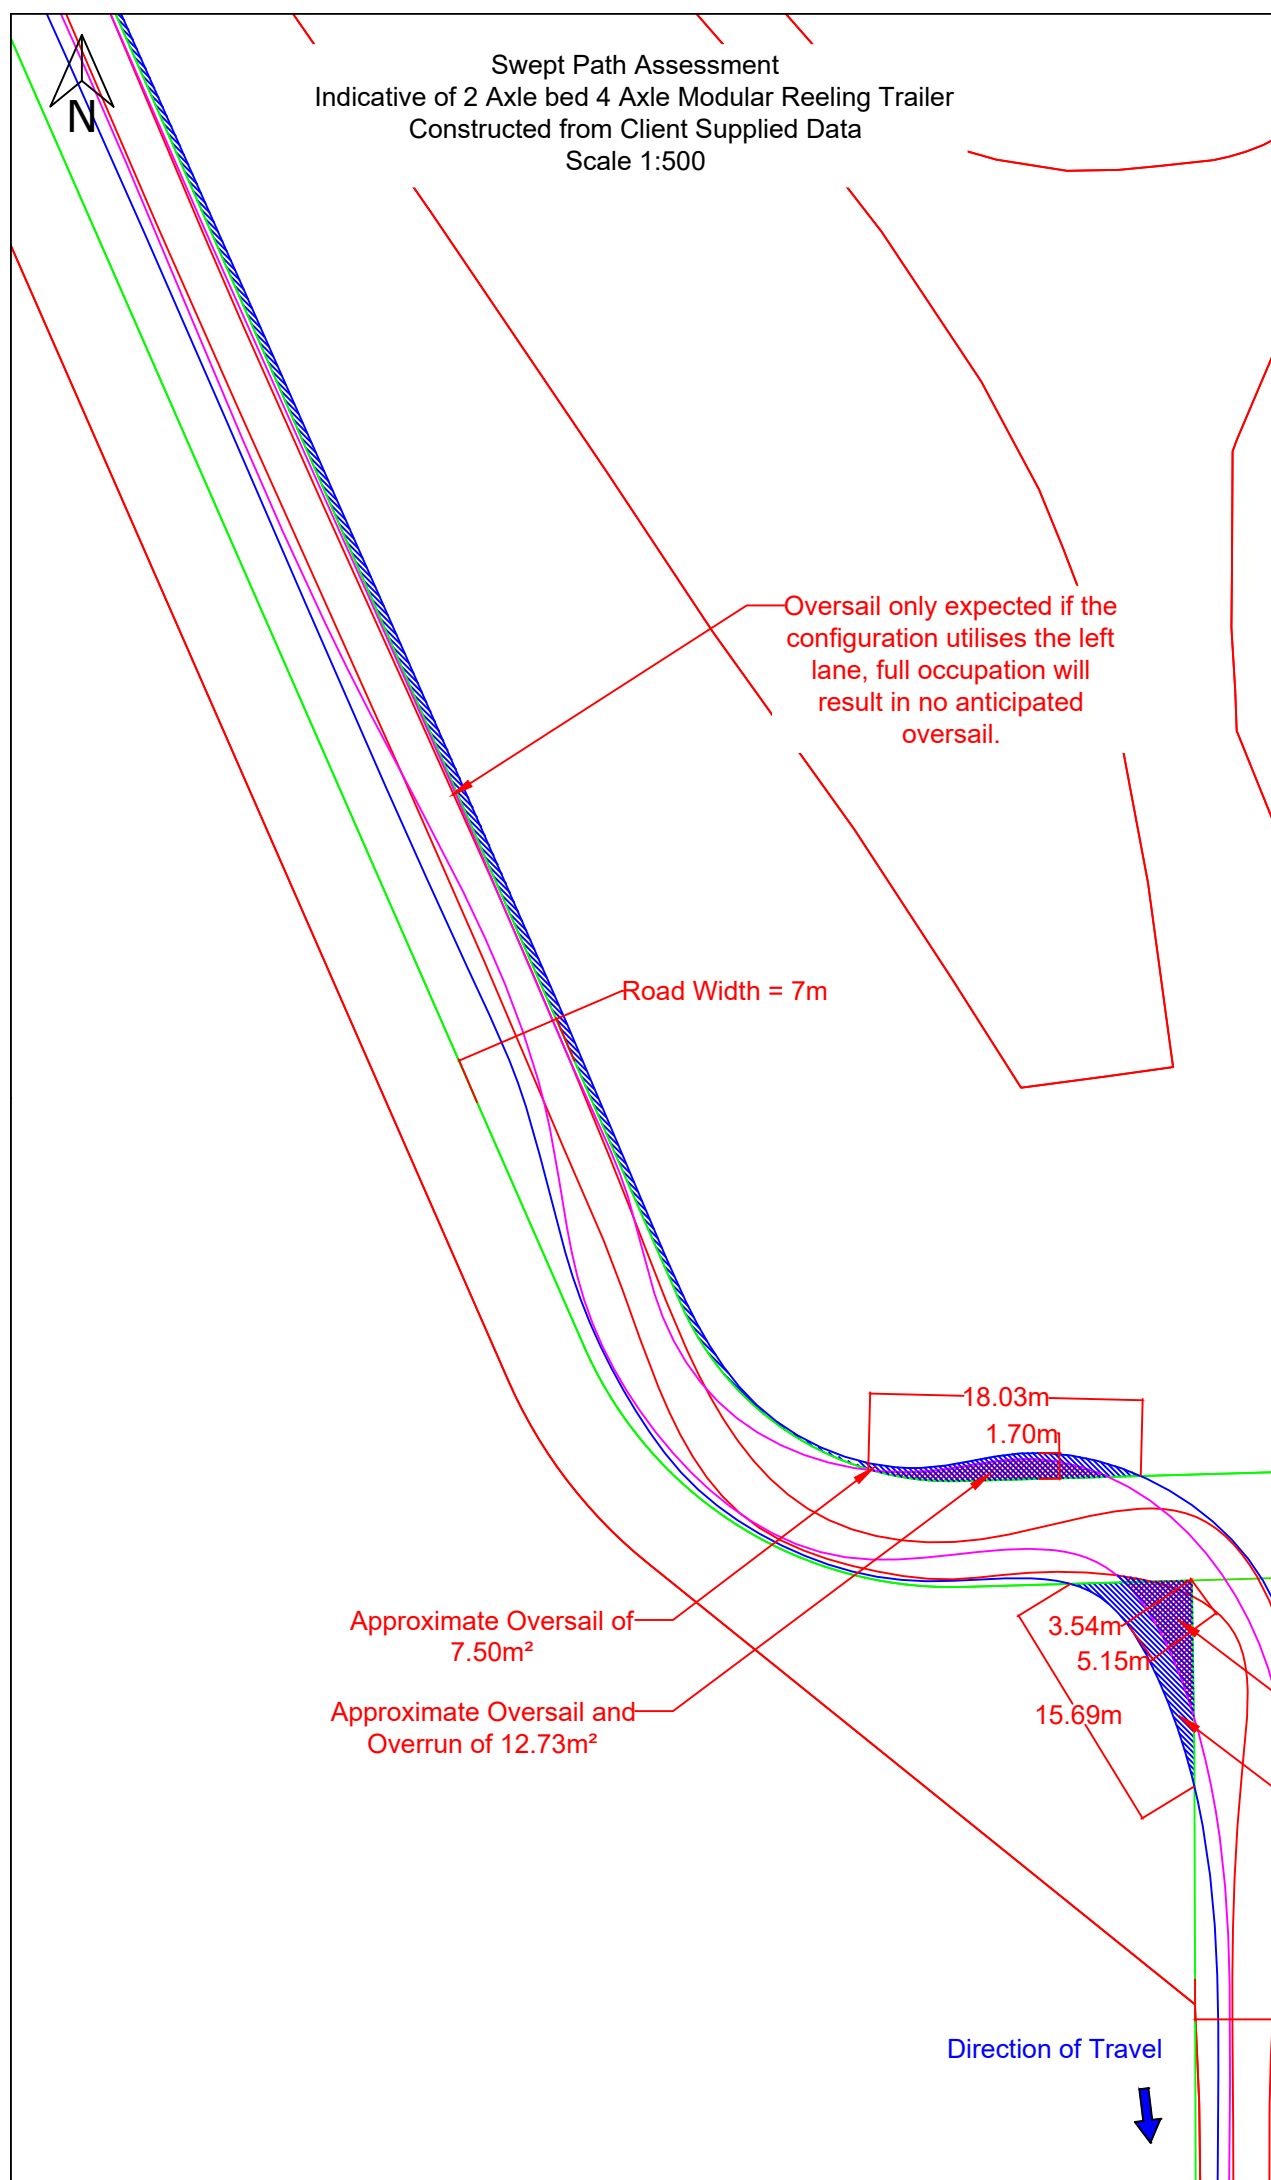 Swept Path Assessment
Indicative of 2 Axle bed 4 Axle Modular Reeling Trailer
Constructed from Client Supplied Data
Scale 1:500
N
Oversail only expected if the
configuration utilises the left
lane, full occupation will
result in no anticipated
oversail.
Road Width = 7m
18.03m
1.70m
Approximate Oversail of
7.50m²
3.54m
5.15m
Approximate Oversail and
Overrun of 12.73m²
15.69m
Direction of Travel